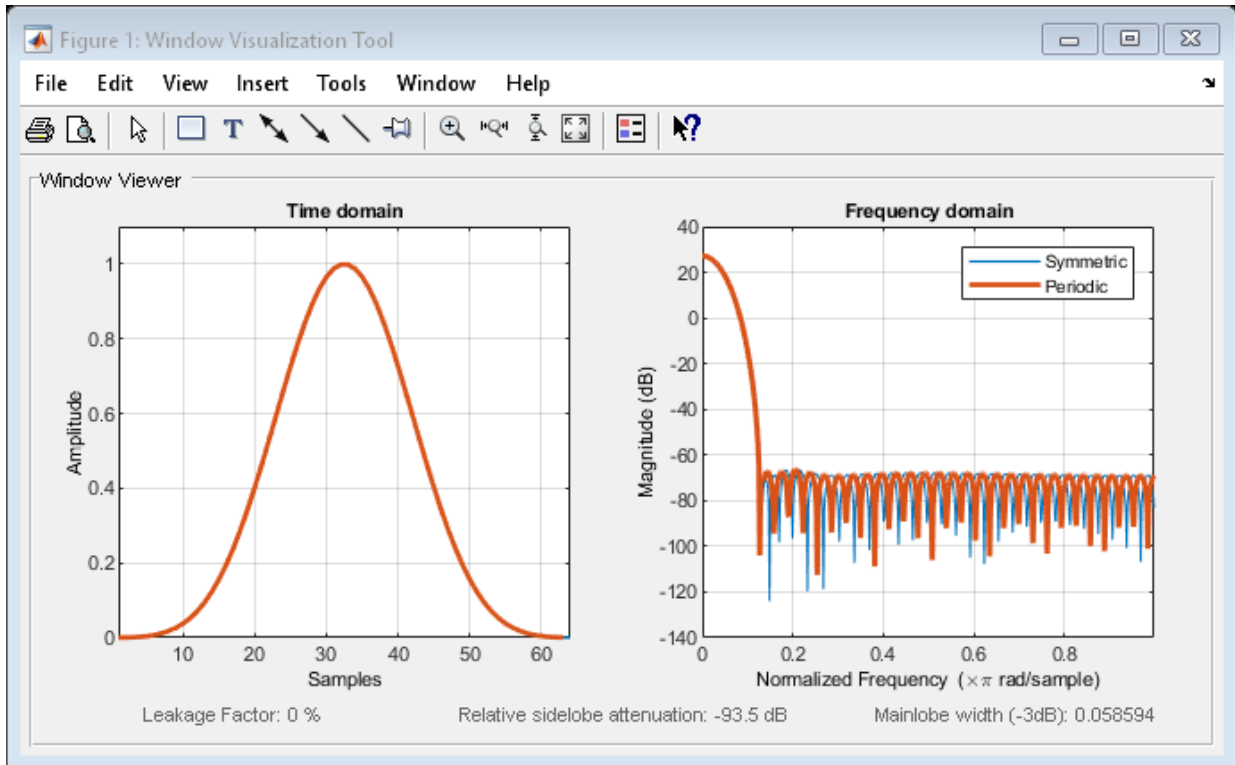 Figure 1: Window Visualization Tool
File Edit View Insert Tools Window Help
T
?
Window Viewer
Time domain
1
0.8
0.6
0.4
0.2
0
Amplitude
10 20 30 40 50 60
Samples
Frequency domain
40
20
0
-20
-40
-60
-80
-100
-120
-140
Magnitude (dB)
Symmetric
Periodic
0 0.2 0.4 0.6 0.8
Normalized Frequency (×π rad/sample)
Leakage Factor: 0 % Relative sidelobe attenuation: -93.5 dB Mainlobe width (-3dB): 0.058594